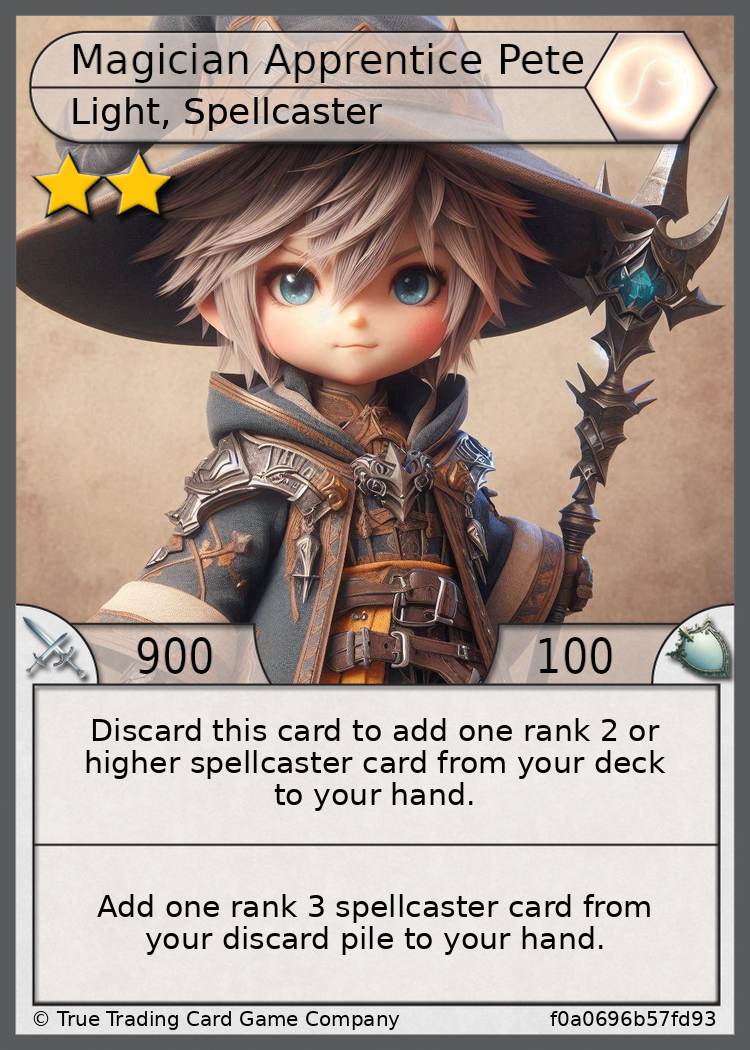 Magician Apprentice Pete
Light, Spellcaster
900
100
Discard this card to add one rank 2 or
higher spellcaster card from your deck
to your hand.
Add one rank 3 spellcaster card from
your discard pile to your hand.
© True Trading Card Game Company
f0a0696b57fd93